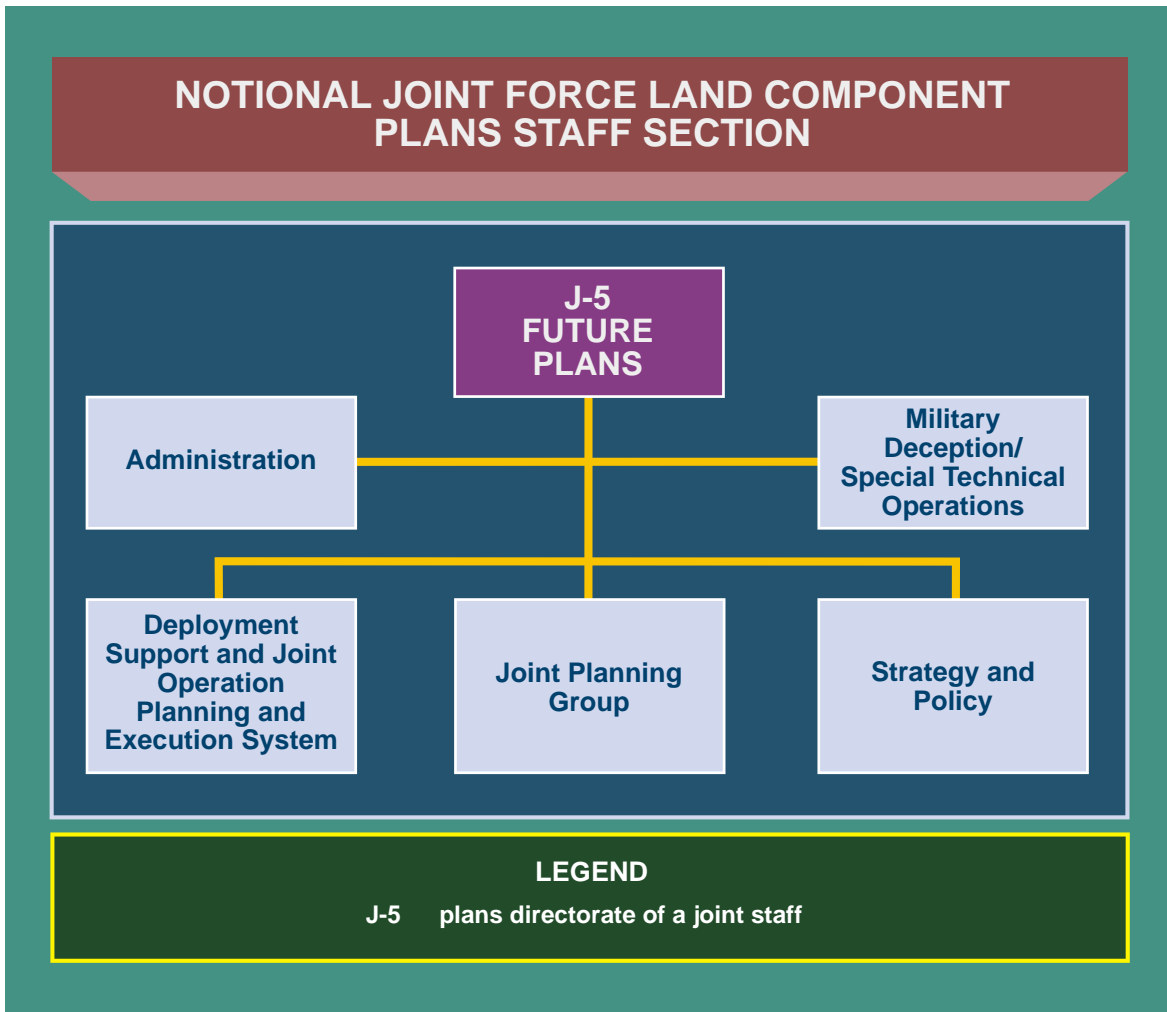 NOTIONAL JOINT FORCE LAND COMPONENT
PLANS STAFF SECTION
J-5
FUTURE
PLANS
Administration
Military
Deception/
Special Technical
Operations
Deployment
Support and Joint
Operation
Planning and
Execution System
Joint Planning
Group
Strategy and
Policy
LEGEND
J-5 plans directorate of a joint staff